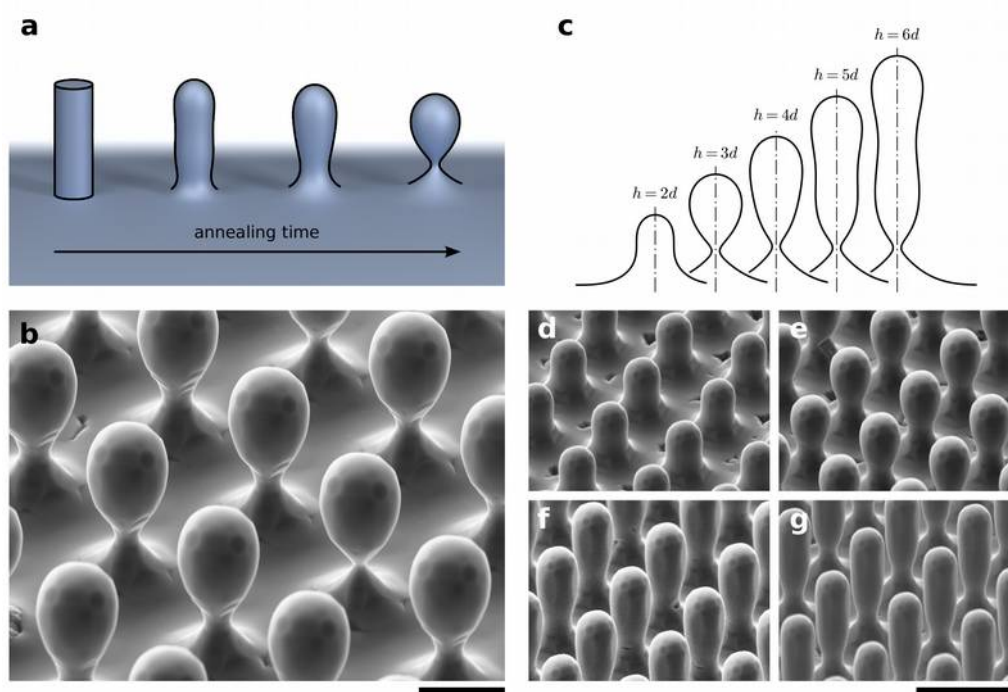 a
annealing time
b
c
h = 2d
h = 3d
h = 4d
h = 5d
h = 6d
d
e
f
g